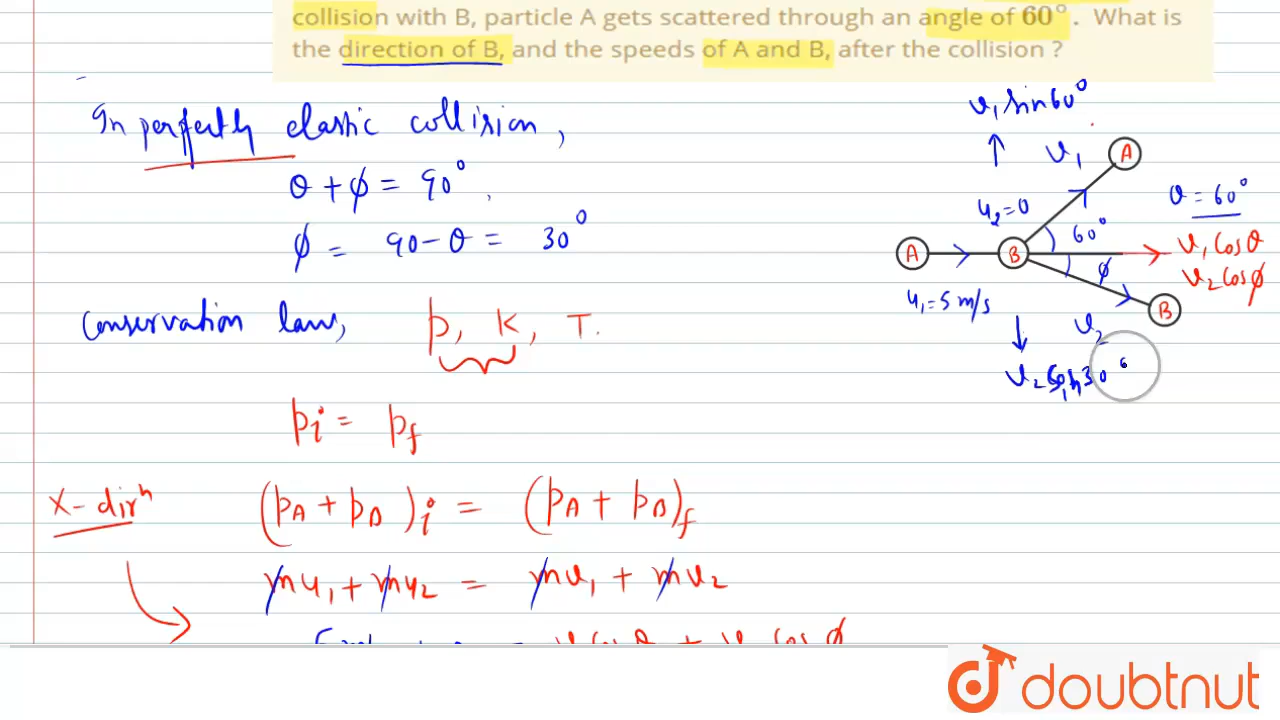 collision with B, particle A gets scattered through an angle of 60°. What is
the direction of B, and the speeds of A and B, after the collision ?
In perfectly elastic collision,
θ + ϕ = 90°,
ϕ = 90 - θ = 30°
Conservation law, p, K, T.
pi = pf
X-dirⁿ (pA + pB)i = (pA + pB)f
mu₁ + mu₂ = mv₁ + mv₂
v₁ sin60°
v₁
A
u₂=0
θ = 60°
60°
A
B
v₁ cosθ
ϕ
v₂ cosϕ
u₁=5 m/s
B
v₂
v₂ sin30°
doubtnut